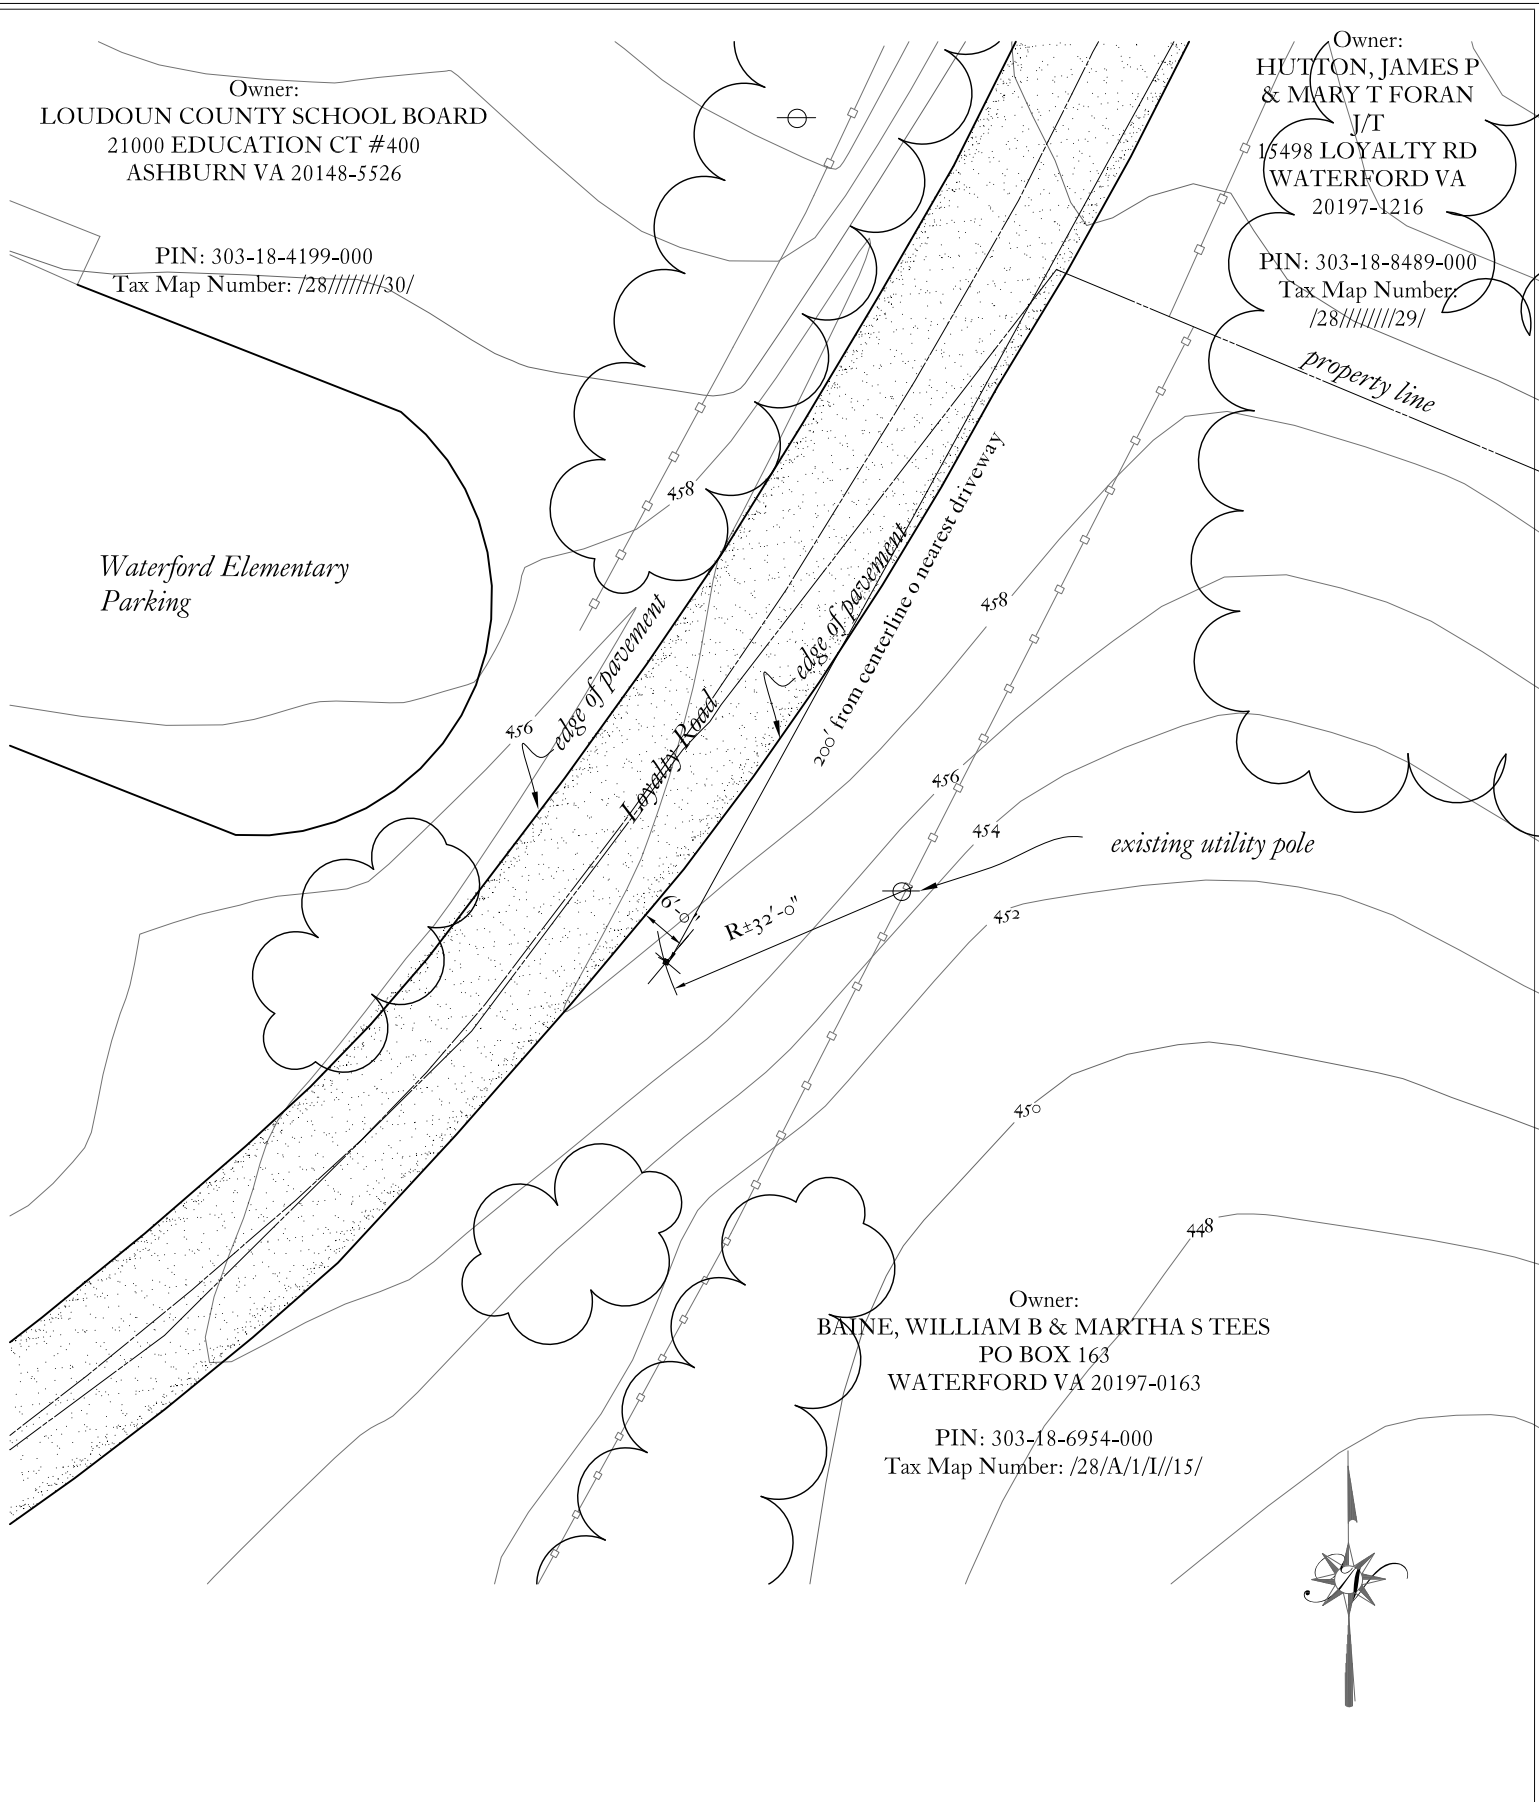 Owner:
LOUDOUN COUNTY SCHOOL BOARD
21000 EDUCATION CT #400
ASHBURN VA 20148-5526
PIN: 303-18-4199-000
Tax Map Number: /28////////30/
Owner:
HUTTON, JAMES P
& MARY T FORAN
J/T
15498 LOYALTY RD
WATERFORD VA
20197-1216
PIN: 303-18-8489-000
Tax Map Number:
/28////////29/
property line
458
Waterford Elementary
Parking
edge of pavement
456
Loyalty Road
edge of pavement
200' from centerline o nearest driveway
458
456
454
existing utility pole
6'-0"
R±32'-0"
452
450
448
Owner:
BAINE, WILLIAM B & MARTHA S TEES
PO BOX 163
WATERFORD VA 20197-0163
PIN: 303-18-6954-000
Tax Map Number: /28/A/1/I//15/
N